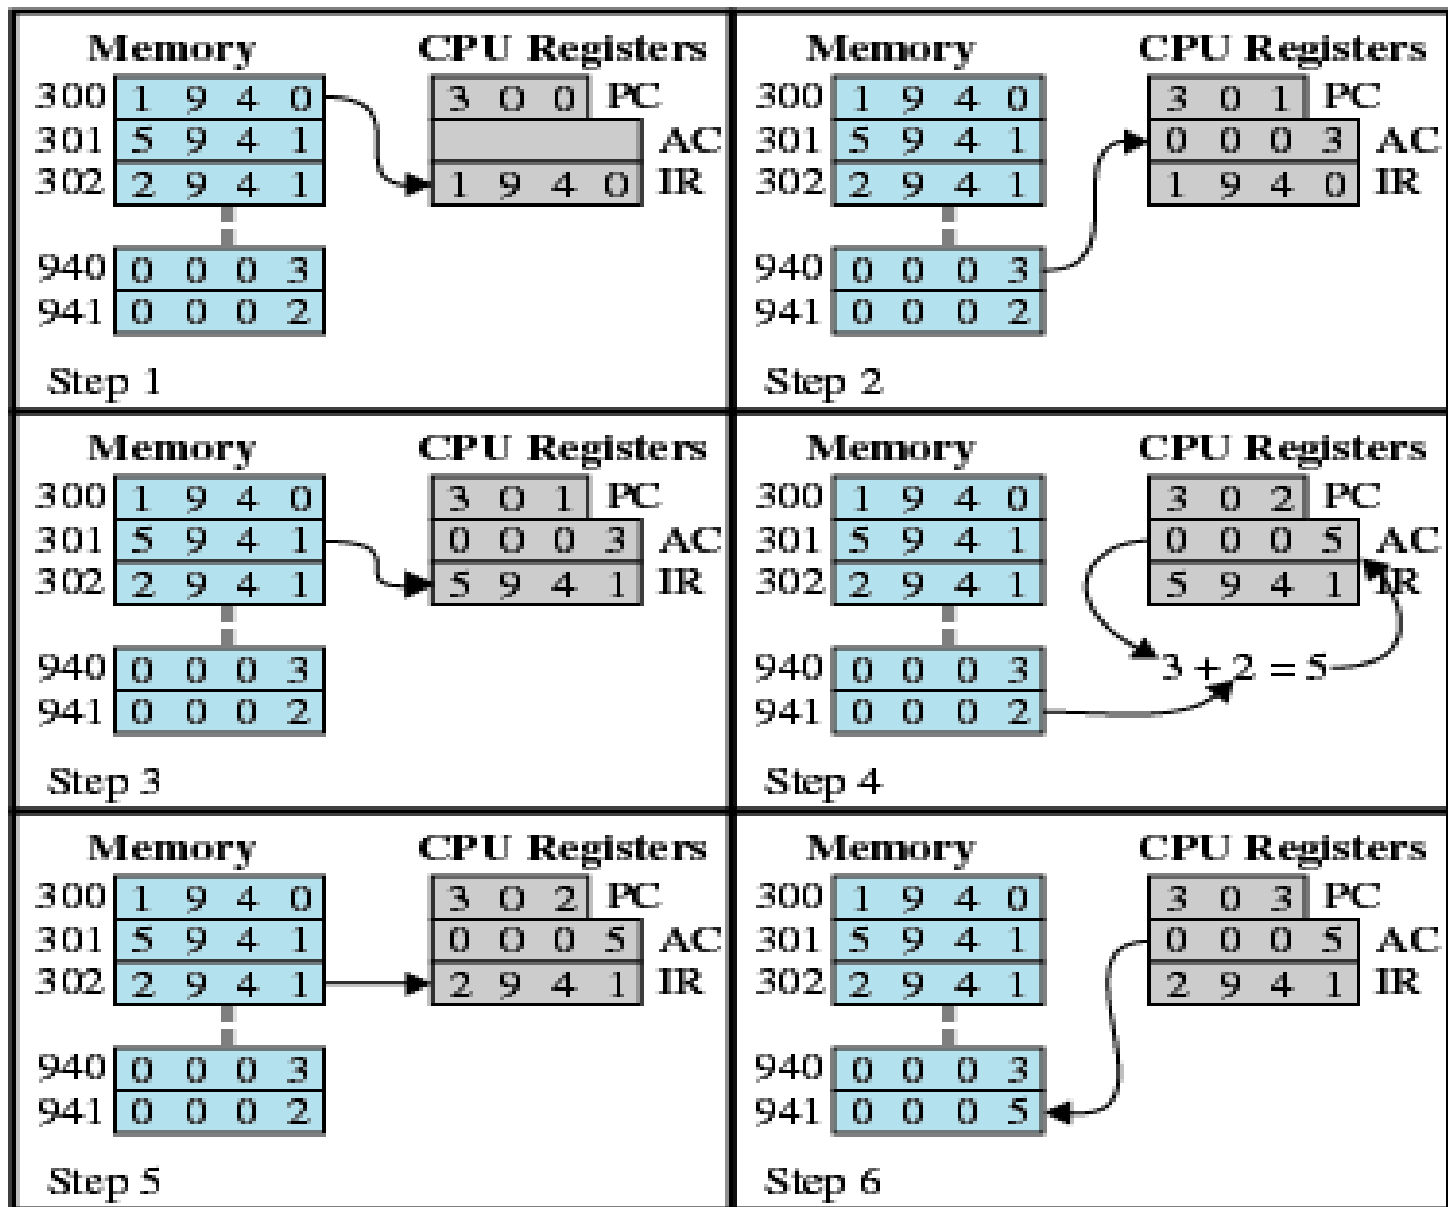 Memory CPU Registers
300 1 9 4 0 3 0 0 PC
301 5 9 4 1 AC
302 2 9 4 1 1 9 4 0 IR
940 0 0 0 3
941 0 0 0 2
Step 1
Memory CPU Registers
300 1 9 4 0 3 0 1 PC
301 5 9 4 1 0 0 0 3 AC
302 2 9 4 1 1 9 4 0 IR
940 0 0 0 3
941 0 0 0 2
Step 2
Memory CPU Registers
300 1 9 4 0 3 0 1 PC
301 5 9 4 1 0 0 0 3 AC
302 2 9 4 1 5 9 4 1 IR
940 0 0 0 3
941 0 0 0 2
Step 3
Memory CPU Registers
300 1 9 4 0 3 0 2 PC
301 5 9 4 1 0 0 0 5 AC
302 2 9 4 1 5 9 4 1 IR
940 0 0 0 3 3 + 2 = 5
941 0 0 0 2
Step 4
Memory CPU Registers
300 1 9 4 0 3 0 2 PC
301 5 9 4 1 0 0 0 5 AC
302 2 9 4 1 2 9 4 1 IR
940 0 0 0 3
941 0 0 0 2
Step 5
Memory CPU Registers
300 1 9 4 0 3 0 3 PC
301 5 9 4 1 0 0 0 5 AC
302 2 9 4 1 2 9 4 1 IR
940 0 0 0 3
941 0 0 0 5
Step 6